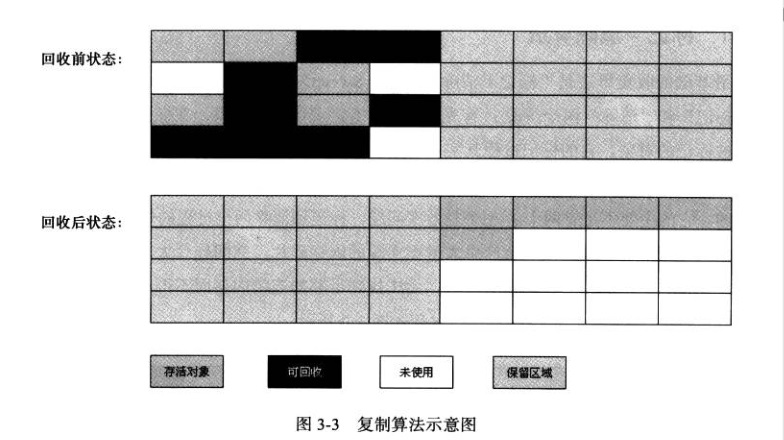 回收前状态：
回收后状态：
存活对象
可回收
未使用
保留区域
图 3-3 复制算法示意图